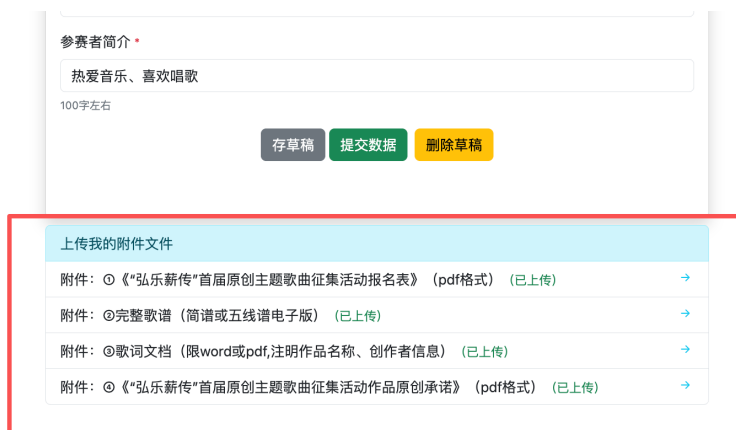 参赛者简介 *
热爱音乐、喜欢唱歌
100字左右
存草稿 提交数据 删除草稿
上传我的附件文件
附件：①《“弘乐薪传”首届原创主题歌曲征集活动报名表》（pdf格式）（已上传） →
附件：②完整歌谱（简谱或五线谱电子版）（已上传） →
附件：③歌词文档（限word或pdf,注明作品名称、创作者信息）（已上传） →
附件：④《“弘乐薪传”首届原创主题歌曲征集活动作品原创承诺》（pdf格式）（已上传） →